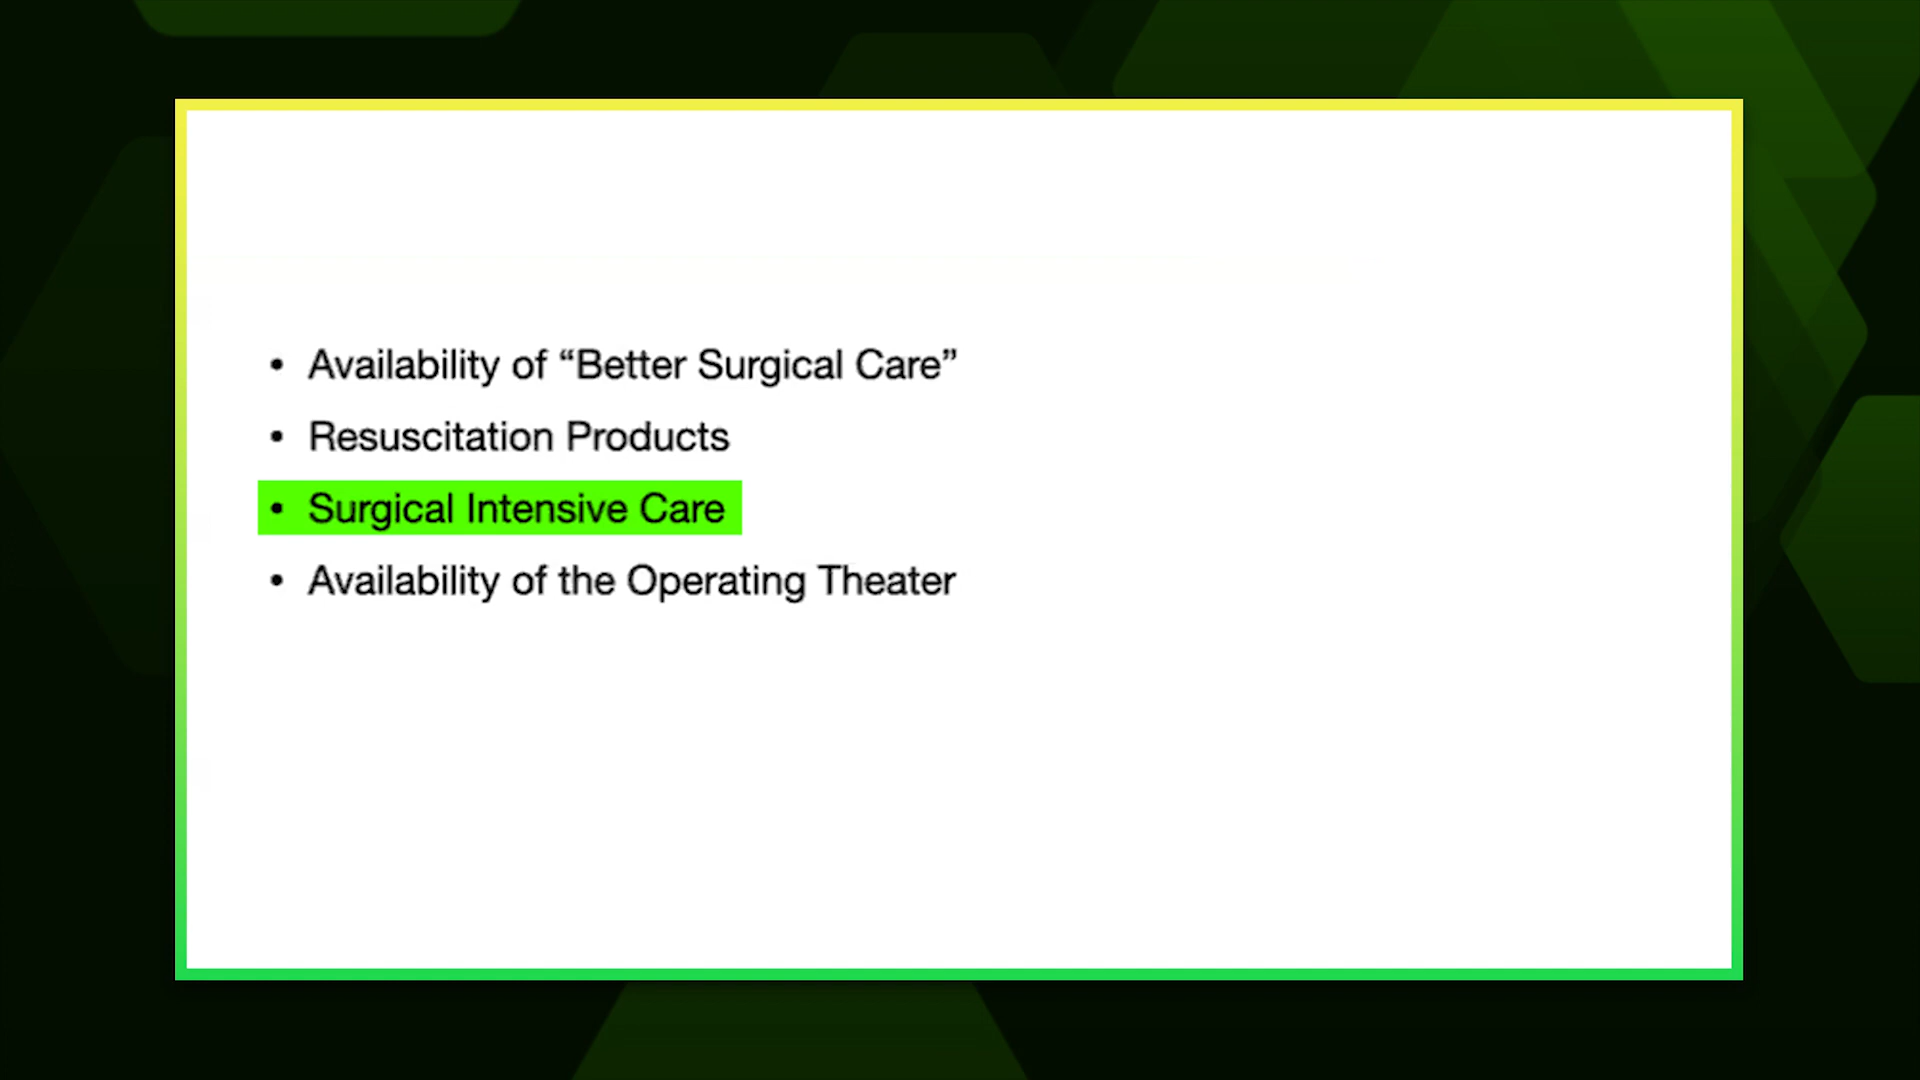 • Availability of “Better Surgical Care”
• Resuscitation Products
• Surgical Intensive Care
• Availability of the Operating Theater